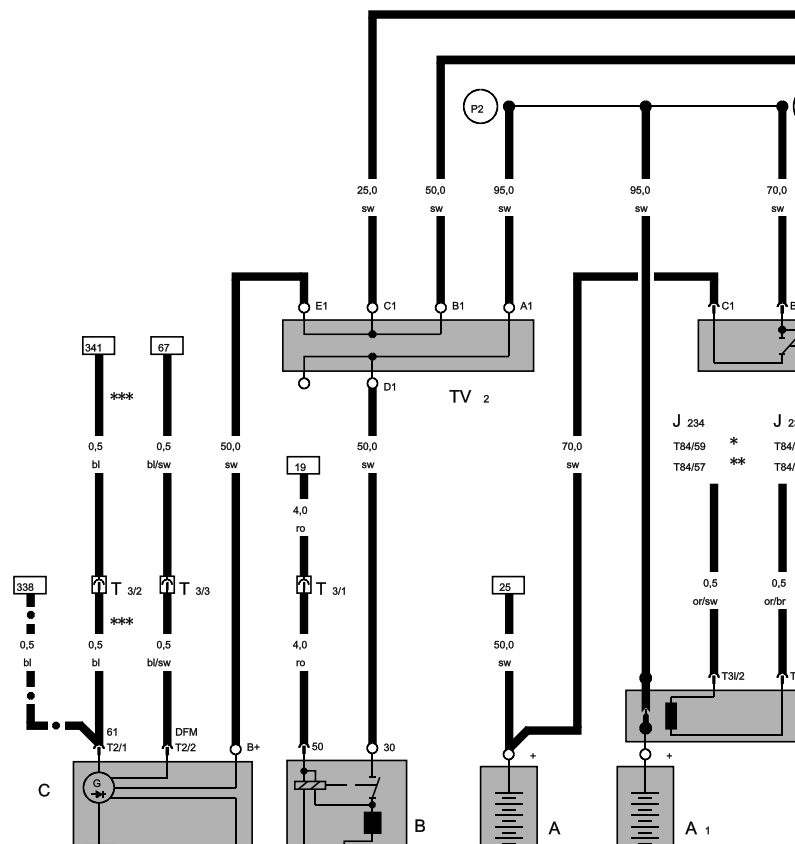 P2
25,0 50,0 95,0 95,0 70,0
sw sw sw sw sw
E1 C1 B1 A1 C1 B
341 67
D1
TV 2
***
J 234 J 2
0,5 0,5 50,0 50,0 70,0 T84/59 * T84/
bl bl/sw sw sw sw T84/57 ** T84/
19
4,0
ro
338 T 3/2 T 3/3 T 3/1 25 0,5 0,5
or/sw or/br
***
0,5 0,5 0,5 4,0 50,0
bl bl bl/sw ro sw
T3l/2 T
61 DFM
T2/1 T2/2 B+ 50 30 + +
C G
B A A 1